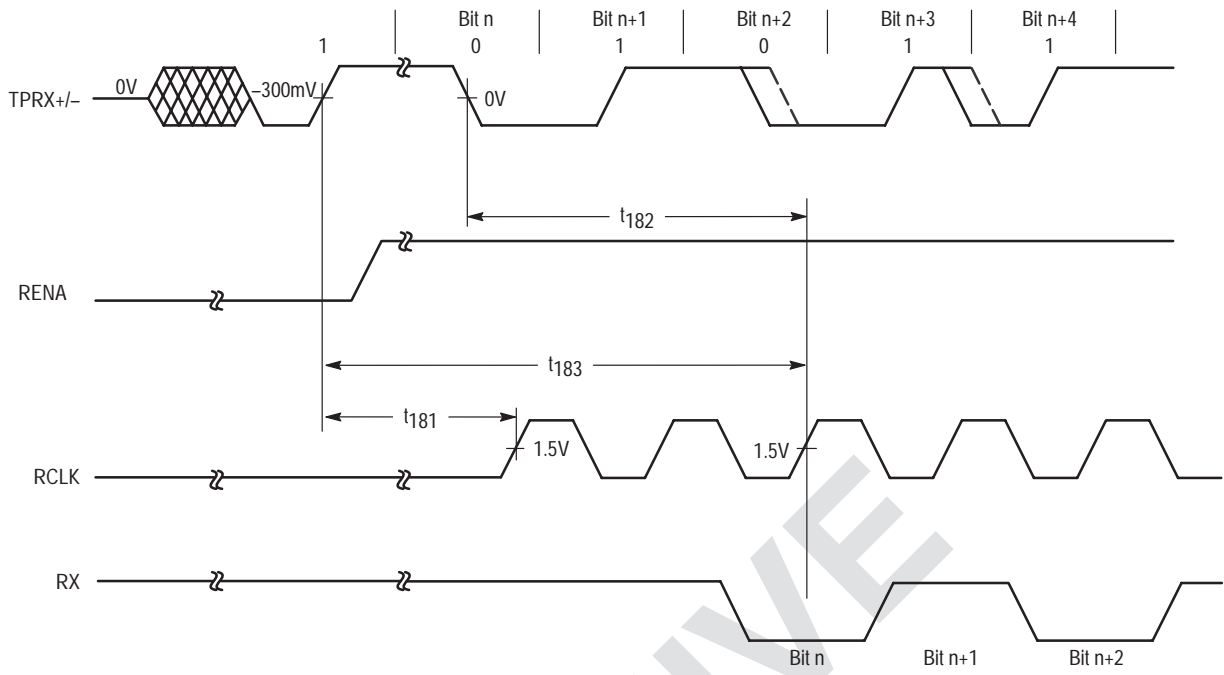 Bit n Bit n+1 Bit n+2 Bit n+3 Bit n+4
1 0 1 0 1 1
TPRX+/– 0V –300mV 0V
t182
RENA
t183
t181
RCLK 1.5V 1.5V
RX
Bit n Bit n+1 Bit n+2